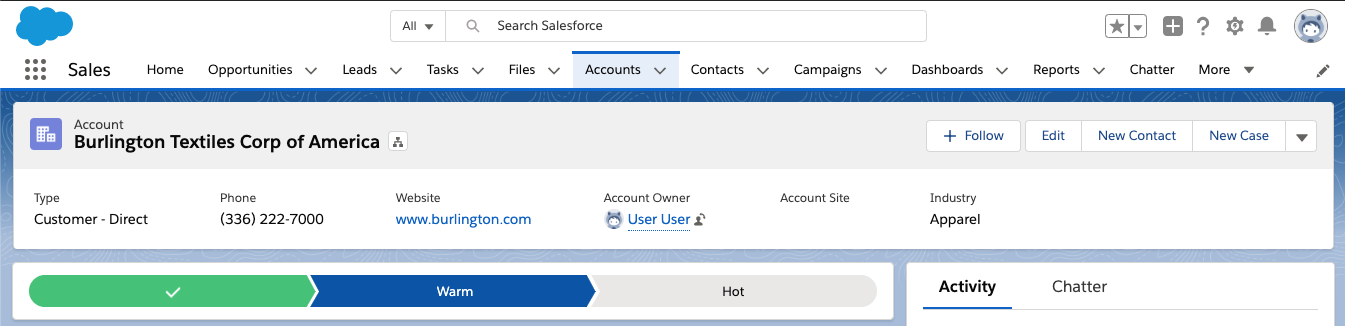 All
Search Salesforce
Sales Home Opportunities Leads Tasks Files Accounts Contacts Campaigns Dashboards Reports Chatter More
Account
Burlington Textiles Corp of America
+ Follow Edit New Contact New Case
Type Phone Website Account Owner Account Site Industry
Customer - Direct (336) 222-7000 www.burlington.com User User Apparel
Warm Hot
Activity Chatter